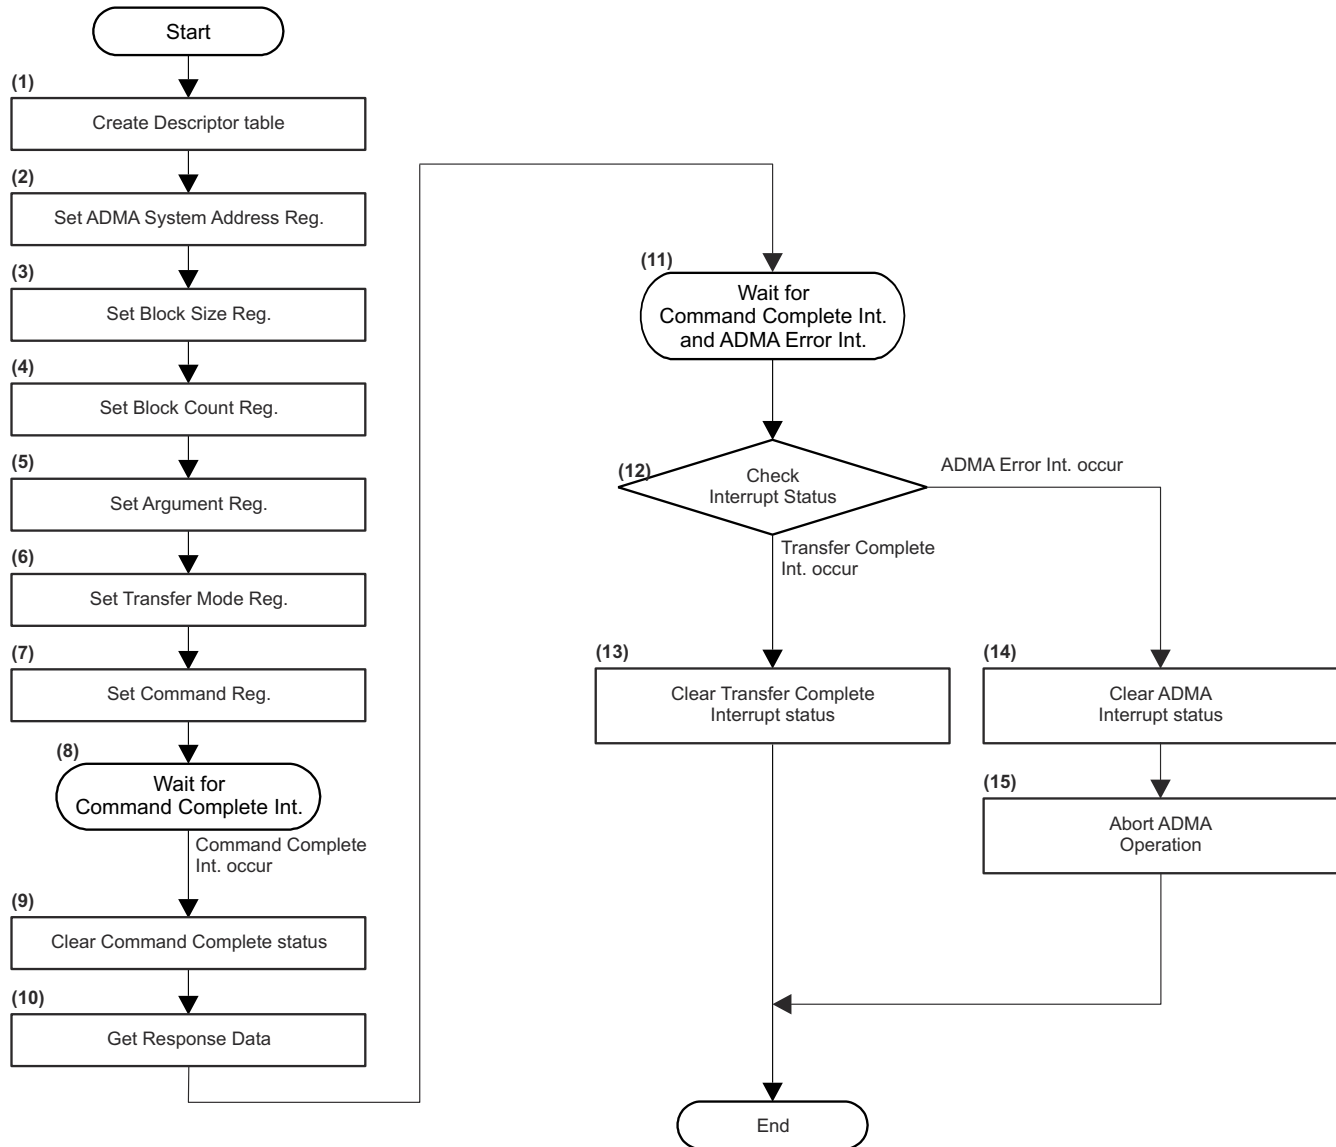 Start
(1)
Create Descriptor table
(2)
Set ADMA System Address Reg.
(3)
Set Block Size Reg.
(4)
Set Block Count Reg.
(5)
Set Argument Reg.
(6)
Set Transfer Mode Reg.
(7)
Set Command Reg.
(8)
Wait for
Command Complete Int.
Command Complete
Int. occur
(9)
Clear Command Complete status
(10)
Get Response Data
(11)
Wait for
Command Complete Int.
and ADMA Error Int.
(12)
Check
Interrupt Status
ADMA Error Int. occur
Transfer Complete
Int. occur
(13)
Clear Transfer Complete
Interrupt status
(14)
Clear ADMA
Interrupt status
(15)
Abort ADMA
Operation
End